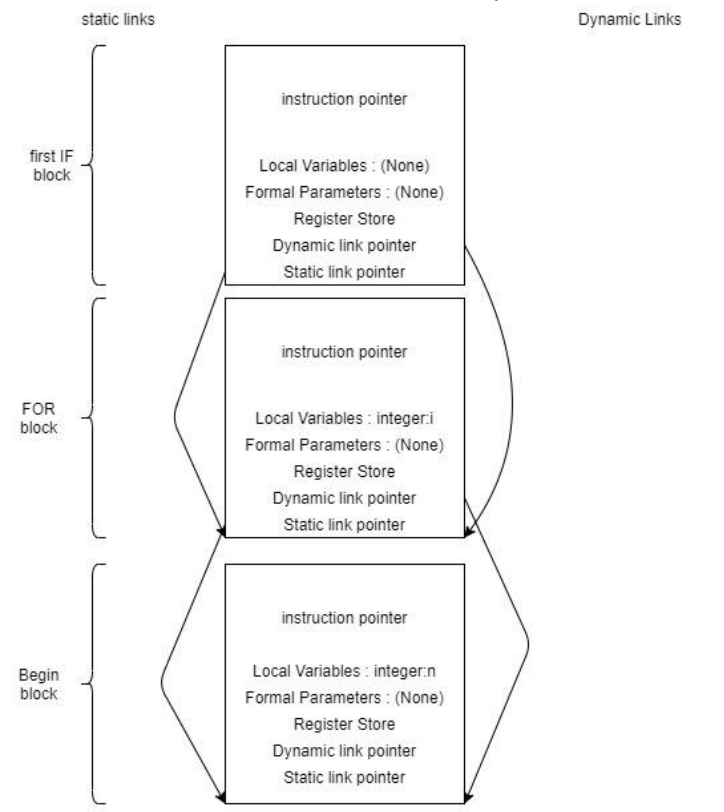 static links
Dynamic Links
instruction pointer
first IF
block
Local Variables : (None)
Formal Parameters : (None)
Register Store
Dynamic link pointer
Static link pointer
instruction pointer
FOR
block
Local Variables : integer:i
Formal Parameters : (None)
Register Store
Dynamic link pointer
Static link pointer
instruction pointer
Begin
block
Local Variables : integer:n
Formal Parameters : (None)
Register Store
Dynamic link pointer
Static link pointer